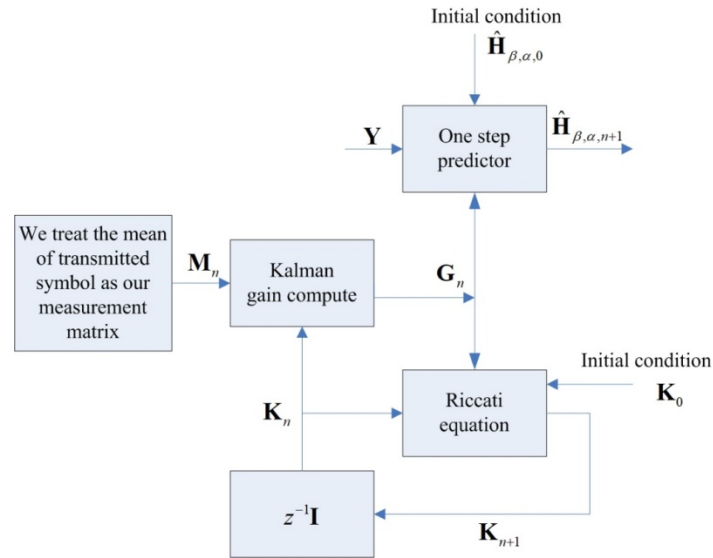 Initial condition
Ĥ_{β,α,0}
One step
predictor
Y
Ĥ_{β,α,n+1}
We treat the mean
of transmitted
symbol as our
measurement
matrix
M_n
Kalman
gain compute
G_n
Initial condition
K_0
Riccati
equation
K_n
z^{-1}I
K_{n+1}